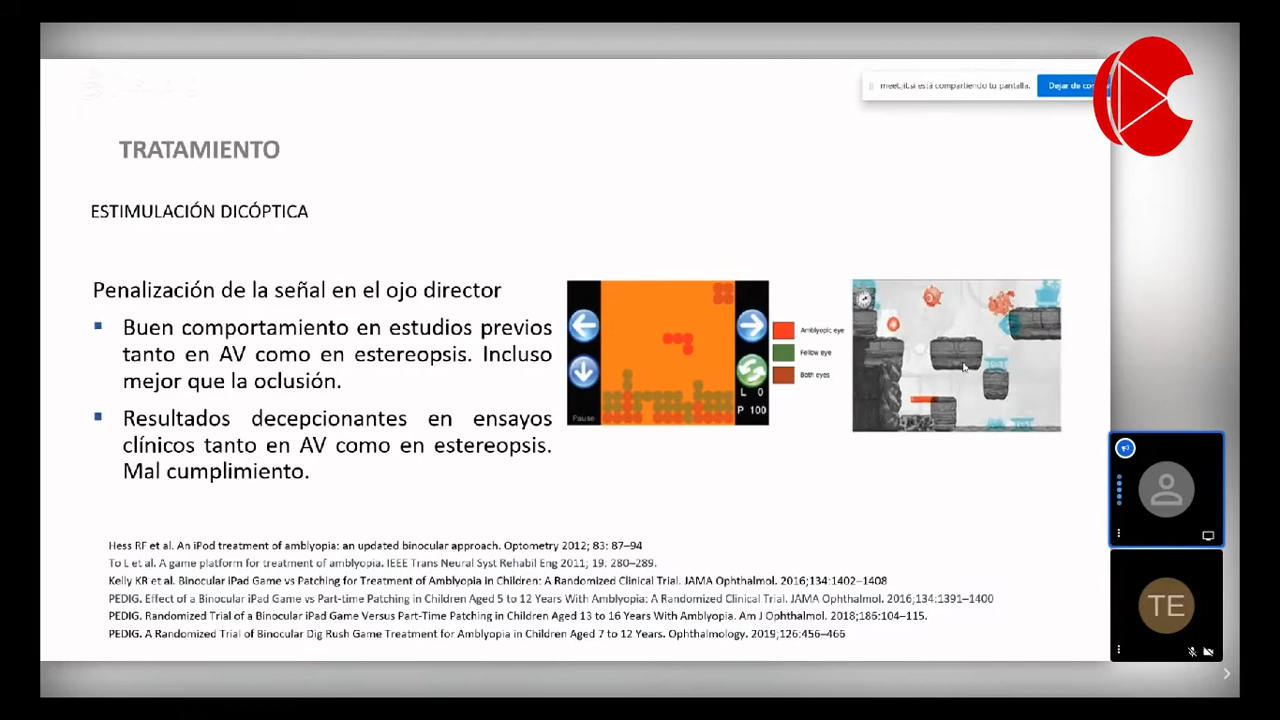 meet.jit.si está compartiendo tu pantalla.
Dejar de co
TRATAMIENTO
ESTIMULACIÓN DICÓPTICA
Penalización de la señal en el ojo director
Buen comportamiento en estudios previos
tanto en AV como en estereopsis. Incluso
mejor que la oclusión.
Resultados decepcionantes en ensayos
clínicos tanto en AV como en estereopsis.
Mal cumplimiento.
Pause
L 0
P 100
Amblyopic eye
Fellow eye
Both eyes
Hess RF et al. An iPod treatment of amblyopia: an updated binocular approach. Optometry 2012; 83: 87–94
To L et al. A game platform for treatment of amblyopia. IEEE Trans Neural Syst Rehabil Eng 2011; 19: 280–289.
Kelly KR et al. Binocular iPad Game vs Patching for Treatment of Amblyopia in Children: A Randomized Clinical Trial. JAMA Ophthalmol. 2016;134:1402–1408
PEDIG. Effect of a Binocular iPad Game vs Part-time Patching in Children Aged 5 to 12 Years With Amblyopia: A Randomized Clinical Trial. JAMA Ophthalmol. 2016;134:1391–1400
PEDIG. Randomized Trial of a Binocular iPad Game Versus Part-Time Patching in Children Aged 13 to 16 Years With Amblyopia. Am J Ophthalmol. 2018;186:104–115.
PEDIG. A Randomized Trial of Binocular Dig Rush Game Treatment for Amblyopia in Children Aged 7 to 12 Years. Ophthalmology. 2019;126:456–466
TE